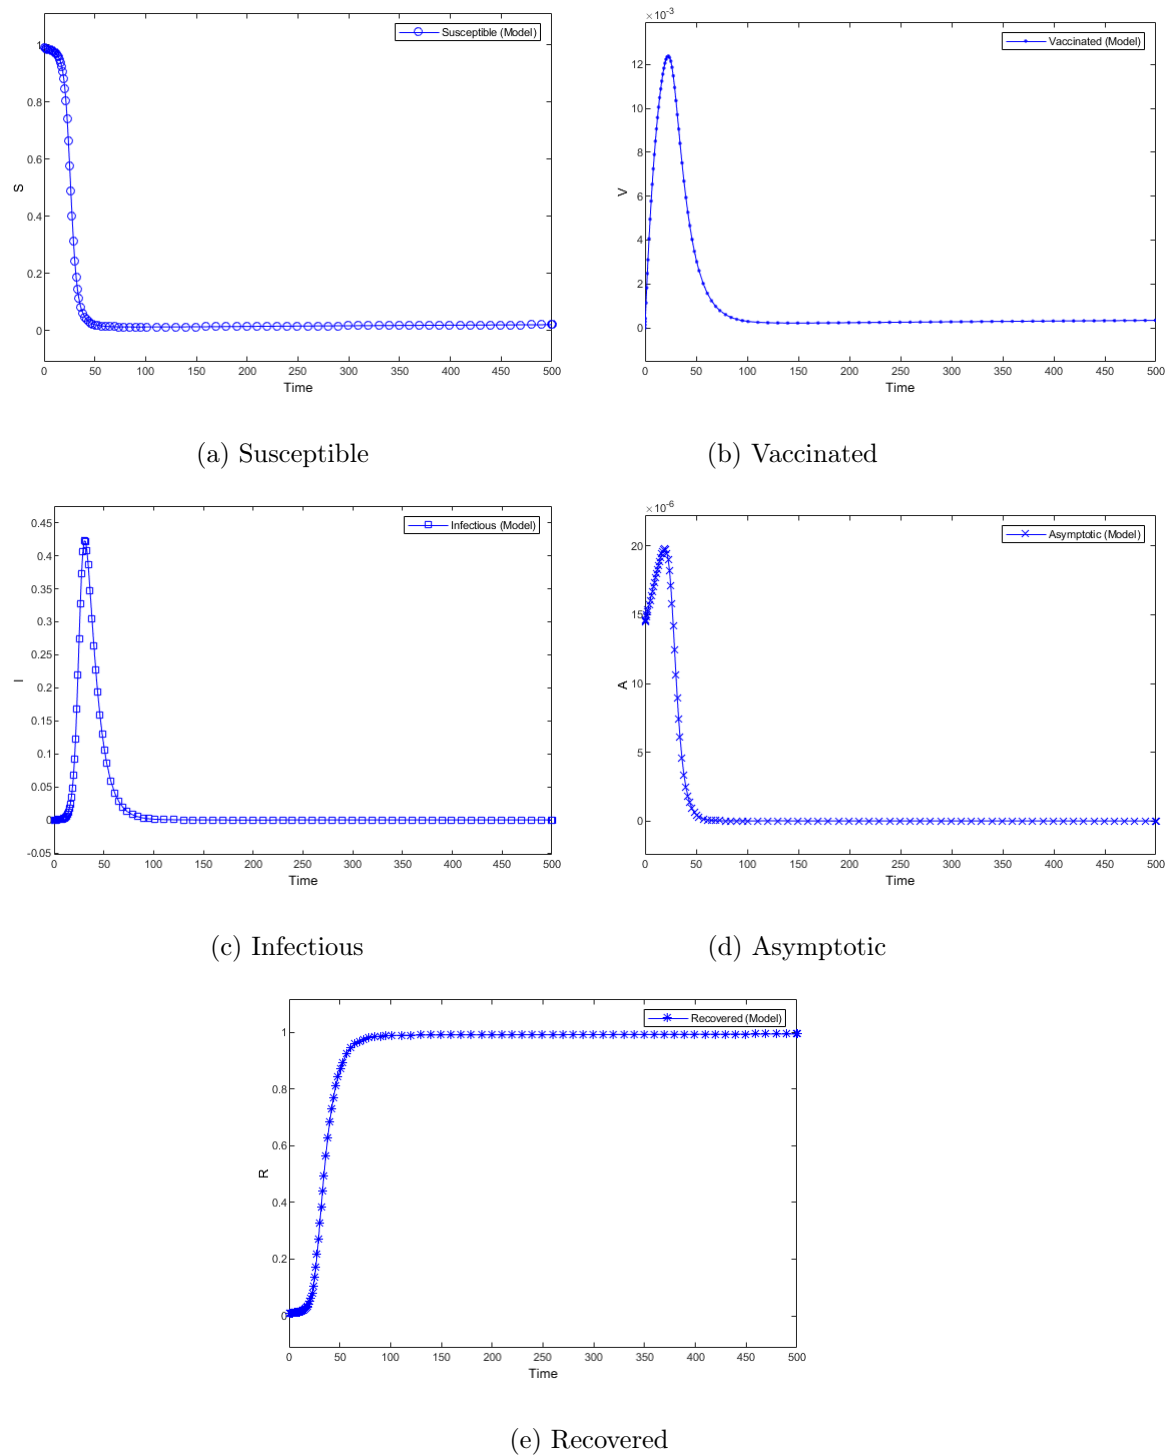 Susceptible (Model)
1
0.8
0.6
0.4
0.2
0
S
0 50 100 150 200 250 300 350 400 450 500
Time
(a) Susceptible
×10⁻³
Vaccinated (Model)
12
10
8
6
4
2
0
V
0 50 100 150 200 250 300 350 400 450 500
Time
(b) Vaccinated
Infectious (Model)
0.45
0.4
0.35
0.3
0.25
0.2
0.15
0.1
0.05
0
-0.05
I
0 50 100 150 200 250 300 350 400 450 500
Time
(c) Infectious
×10⁻⁶
Asymptotic (Model)
20
15
10
5
0
A
0 50 100 150 200 250 300 350 400 450 500
Time
(d) Asymptotic
Recovered (Model)
1
0.8
0.6
0.4
0.2
0
R
0 50 100 150 200 250 300 350 400 450 500
Time
(e) Recovered